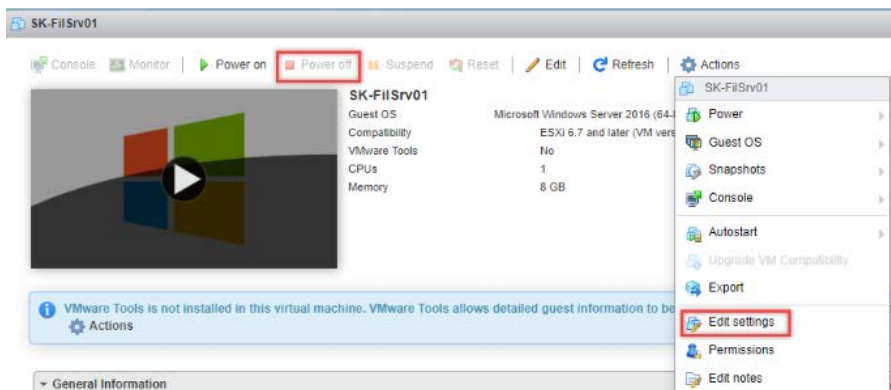 SK-FilSrv01
Console Monitor Power on Power off Suspend Reset Edit Refresh Actions
SK-FilSrv01
Guest OS Microsoft Windows Server 2016 (64-
Compatibility ESXi 6.7 and later (VM vers
VMware Tools No
CPUs 1
Memory 8 GB
SK-FilSrv01
Power
Guest OS
Snapshots
Console
Autostart
Upgrade VM Compatibility
Export
Edit settings
Permissions
Edit notes
VMware Tools is not installed in this virtual machine. VMware Tools allows detailed guest information to be
Actions
General Information